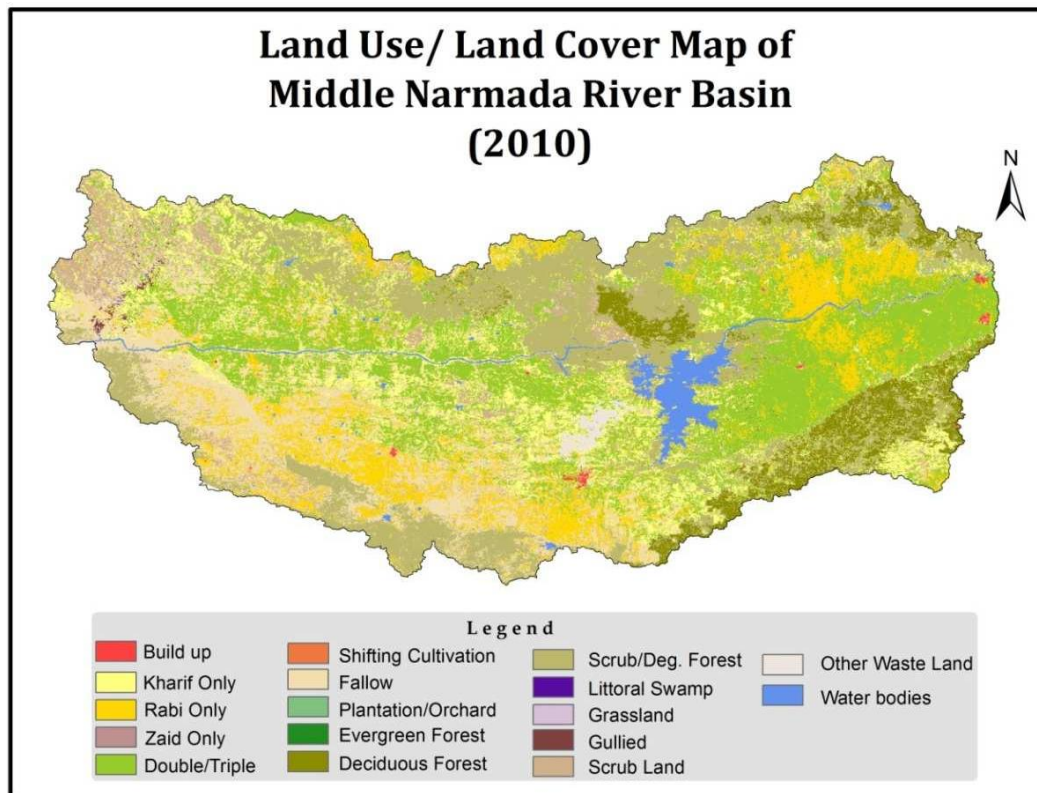 Land Use/ Land Cover Map of
Middle Narmada River Basin
(2010)
N
Legend
Build up
Kharif Only
Rabi Only
Zaid Only
Double/Triple
Shifting Cultivation
Fallow
Plantation/Orchard
Evergreen Forest
Deciduous Forest
Scrub/Deg. Forest
Littoral Swamp
Grassland
Gullied
Scrub Land
Other Waste Land
Water bodies